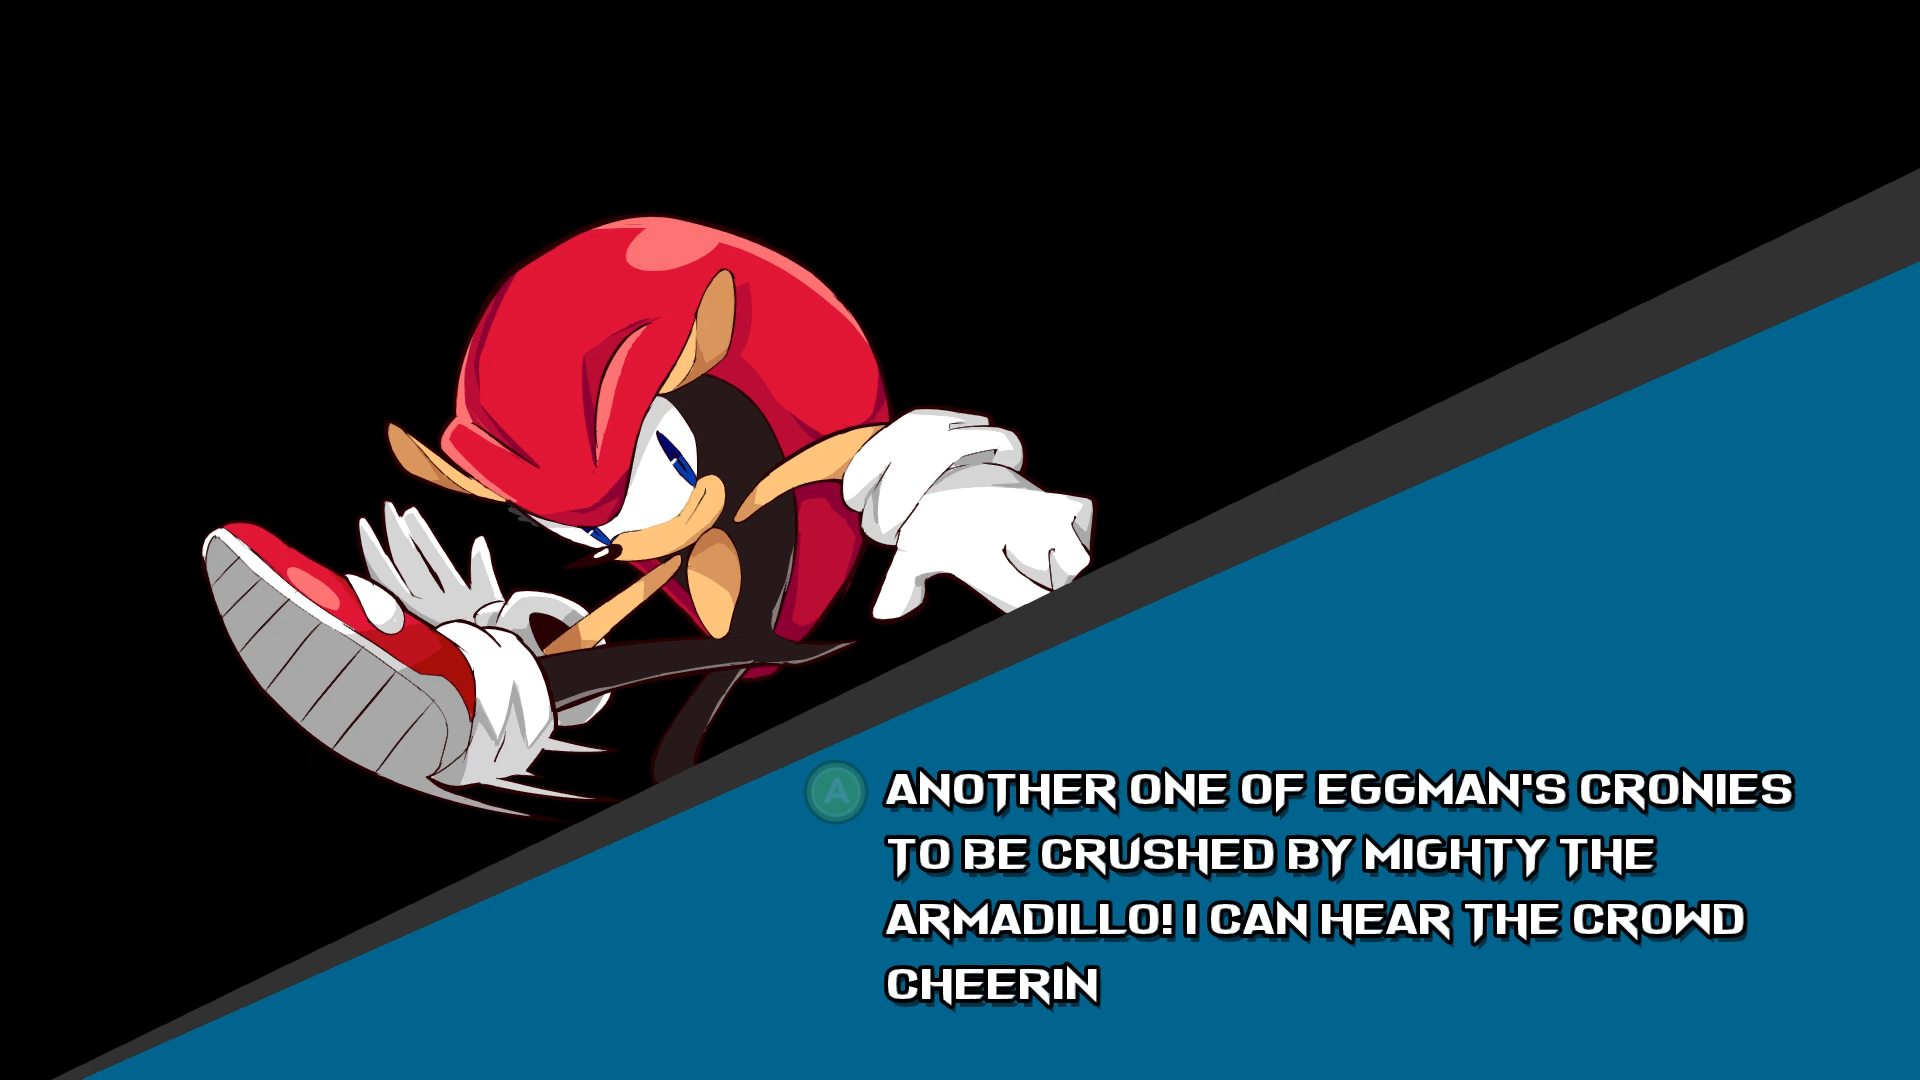 A
ANOTHER ONE OF EGGMAN'S CRONIES
TO BE CRUSHED BY MIGHTY THE
ARMADILLO! I CAN HEAR THE CROWD
CHEERIN